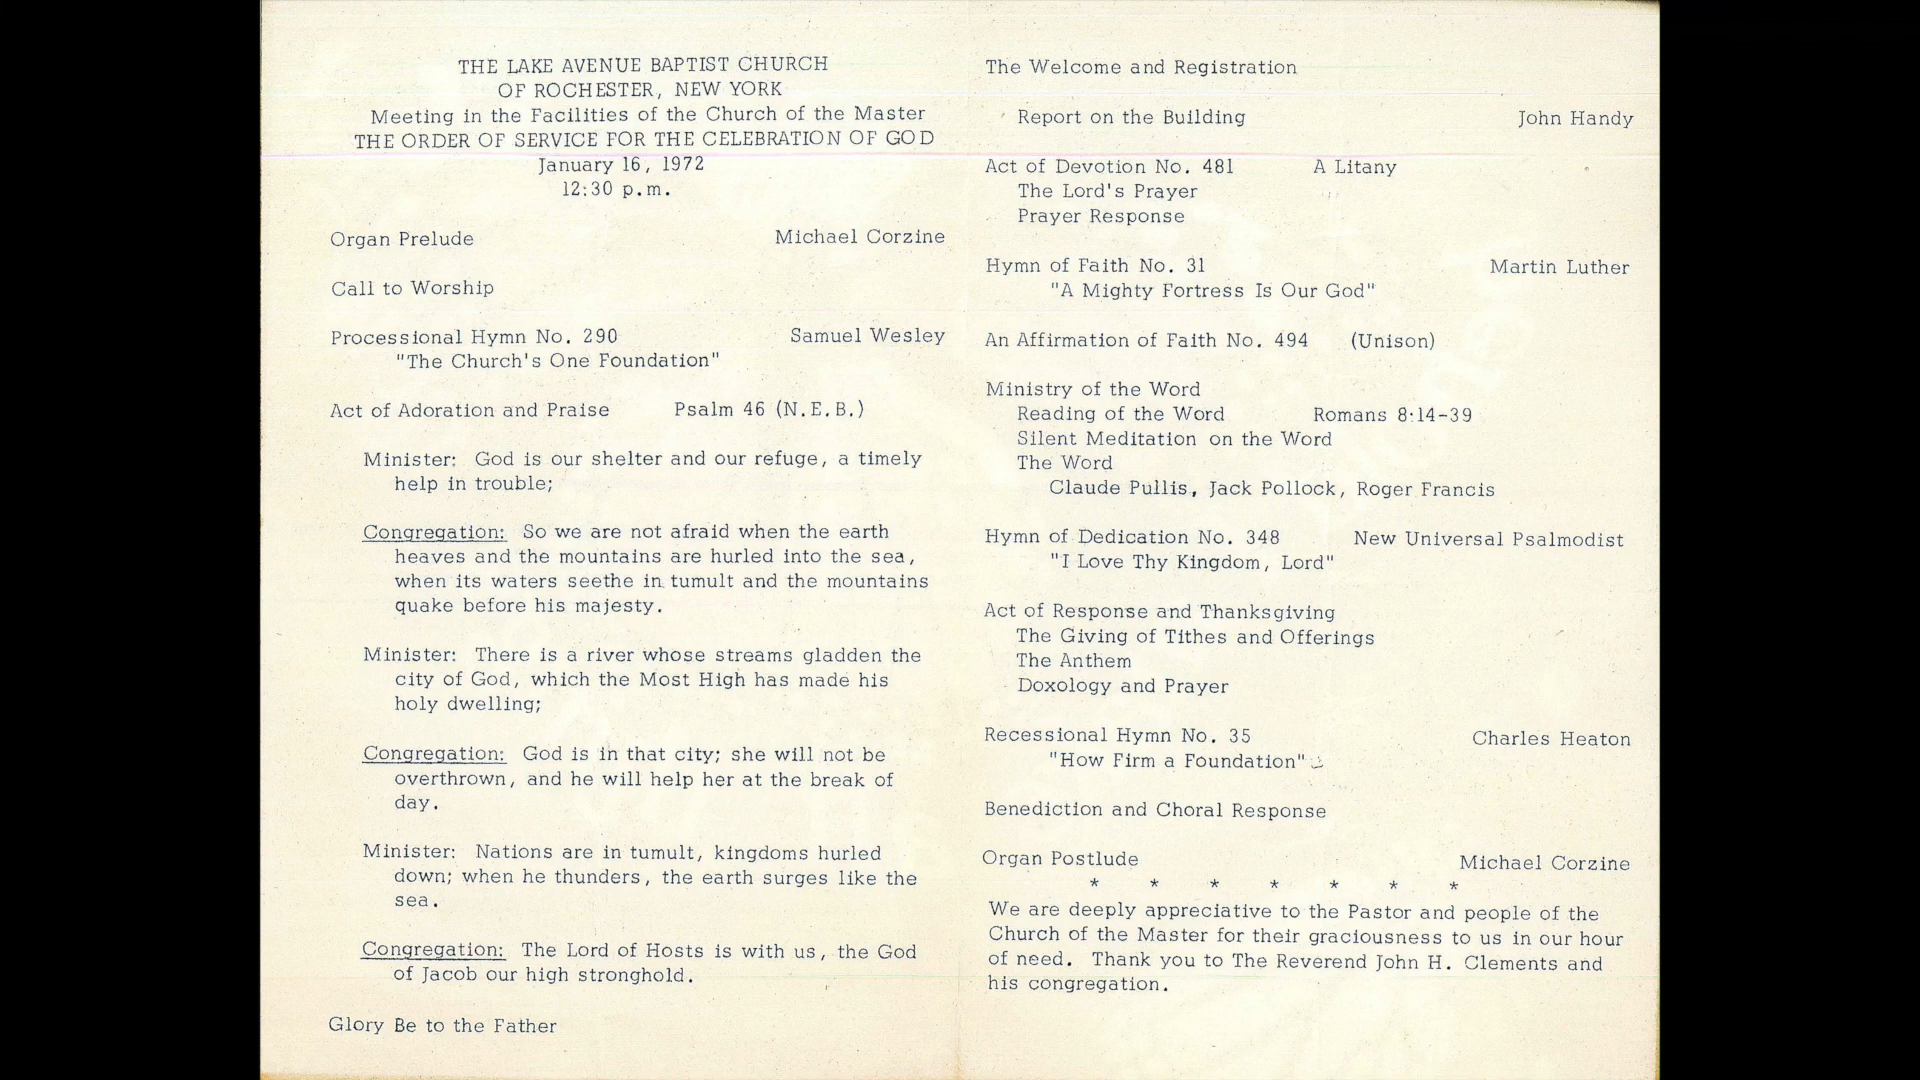 THE LAKE AVENUE BAPTIST CHURCH
OF ROCHESTER, NEW YORK
Meeting in the Facilities of the Church of the Master
THE ORDER OF SERVICE FOR THE CELEBRATION OF GOD
January 16, 1972
12:30 p.m.
Organ Prelude Michael Corzine
Call to Worship
Processional Hymn No. 290 Samuel Wesley
"The Church's One Foundation"
Act of Adoration and Praise Psalm 46 (N.E.B.)
Minister: God is our shelter and our refuge, a timely
help in trouble;
Congregation: So we are not afraid when the earth
heaves and the mountains are hurled into the sea,
when its waters seethe in tumult and the mountains
quake before his majesty.
Minister: There is a river whose streams gladden the
city of God, which the Most High has made his
holy dwelling;
Congregation: God is in that city; she will not be
overthrown, and he will help her at the break of
day.
Minister: Nations are in tumult, kingdoms hurled
down; when he thunders, the earth surges like the
sea.
Congregation: The Lord of Hosts is with us, the God
of Jacob our high stronghold.
Glory Be to the Father
The Welcome and Registration
Report on the Building John Handy
Act of Devotion No. 481 A Litany
The Lord's Prayer
Prayer Response
Hymn of Faith No. 31 Martin Luther
"A Mighty Fortress Is Our God"
An Affirmation of Faith No. 494 (Unison)
Ministry of the Word
Reading of the Word Romans 8:14-39
Silent Meditation on the Word
The Word
Claude Pullis, Jack Pollock, Roger Francis
Hymn of Dedication No. 348 New Universal Psalmodist
"I Love Thy Kingdom, Lord"
Act of Response and Thanksgiving
The Giving of Tithes and Offerings
The Anthem
Doxology and Prayer
Recessional Hymn No. 35 Charles Heaton
"How Firm a Foundation"
Benediction and Choral Response
Organ Postlude Michael Corzine
* * * * * * *
We are deeply appreciative to the Pastor and people of the
Church of the Master for their graciousness to us in our hour
of need. Thank you to The Reverend John H. Clements and
his congregation.